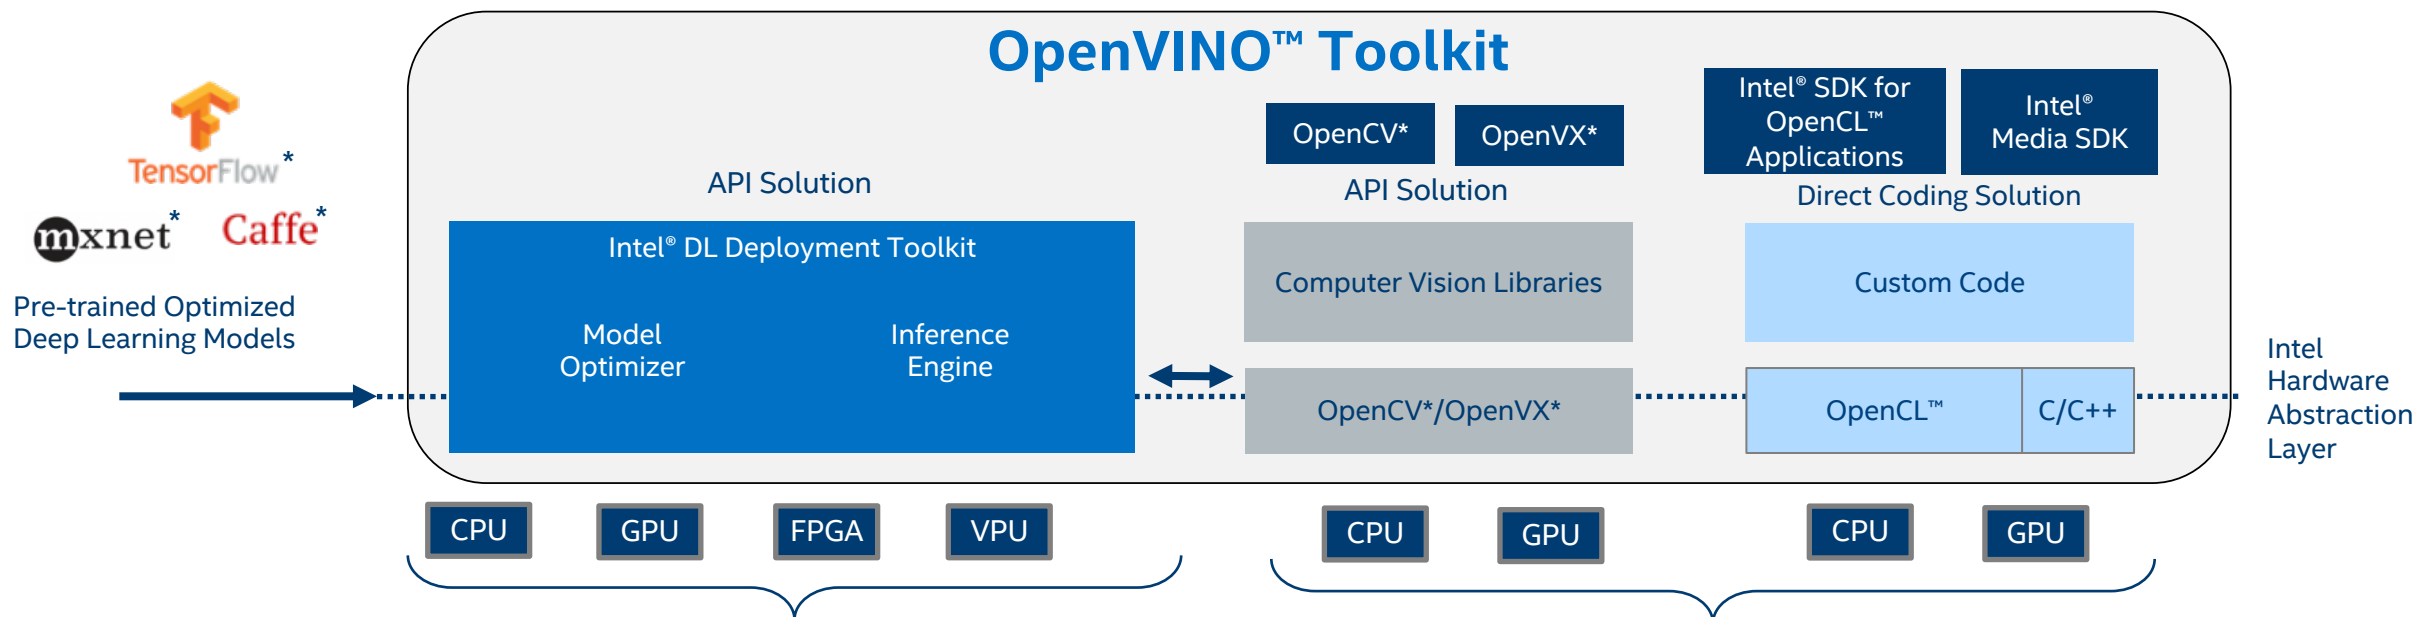 OpenVINO™ Toolkit
TensorFlow*
mxnet*
Caffe*
Pre-trained Optimized
Deep Learning Models
API Solution
Intel® DL Deployment Toolkit
Model
Optimizer
Inference
Engine
OpenCV*
OpenVX*
API Solution
Computer Vision Libraries
OpenCV*/OpenVX*
Intel® SDK for
OpenCL™
Applications
Intel®
Media SDK
Direct Coding Solution
Custom Code
OpenCL™
C/C++
Intel
Hardware
Abstraction
Layer
CPU
GPU
FPGA
VPU
CPU
GPU
CPU
GPU